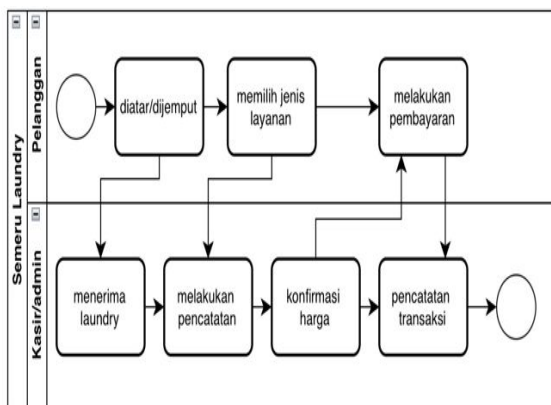 Semeru Laundry
Pelanggan
diatar/dijemput
memilih jenis
layanan
melakukan
pembayaran
Kasir/admin
menerima
laundry
melakukan
pencatatan
konfirmasi
harga
pencatatan
transaksi